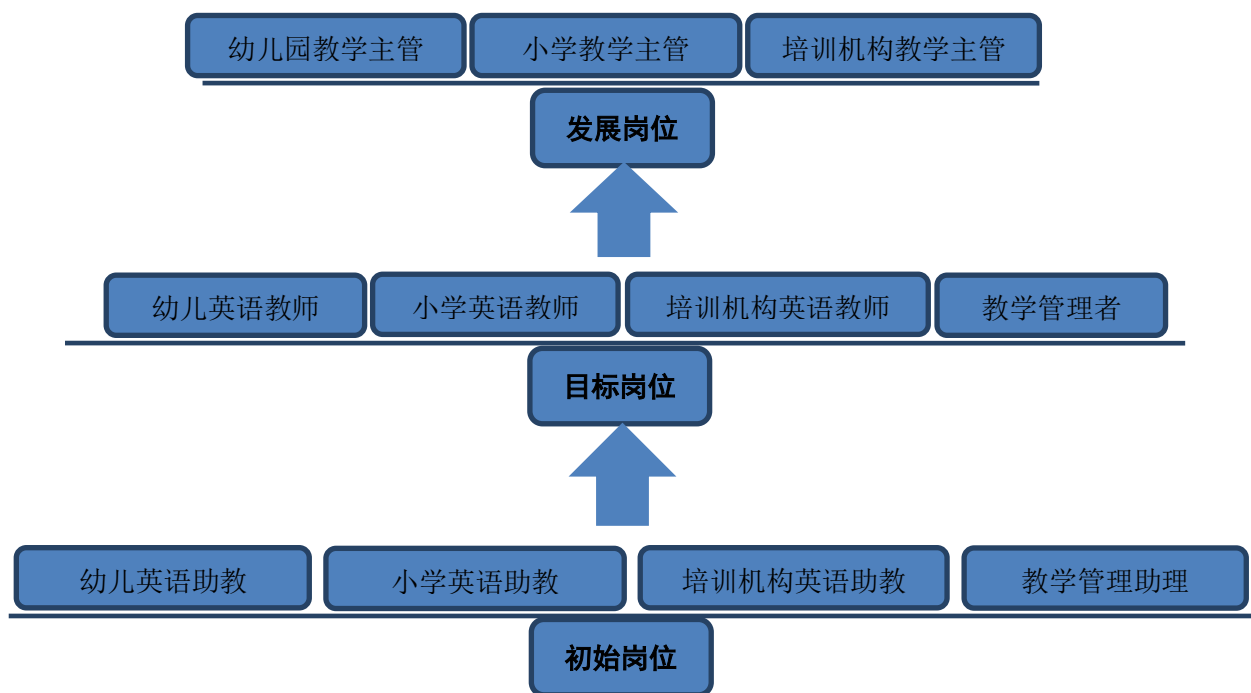 幼儿园教学主管 小学教学主管 培训机构教学主管
发展岗位
幼儿英语教师 小学英语教师 培训机构英语教师 教学管理者
目标岗位
幼儿英语助教 小学英语助教 培训机构英语助教 教学管理助理
初始岗位